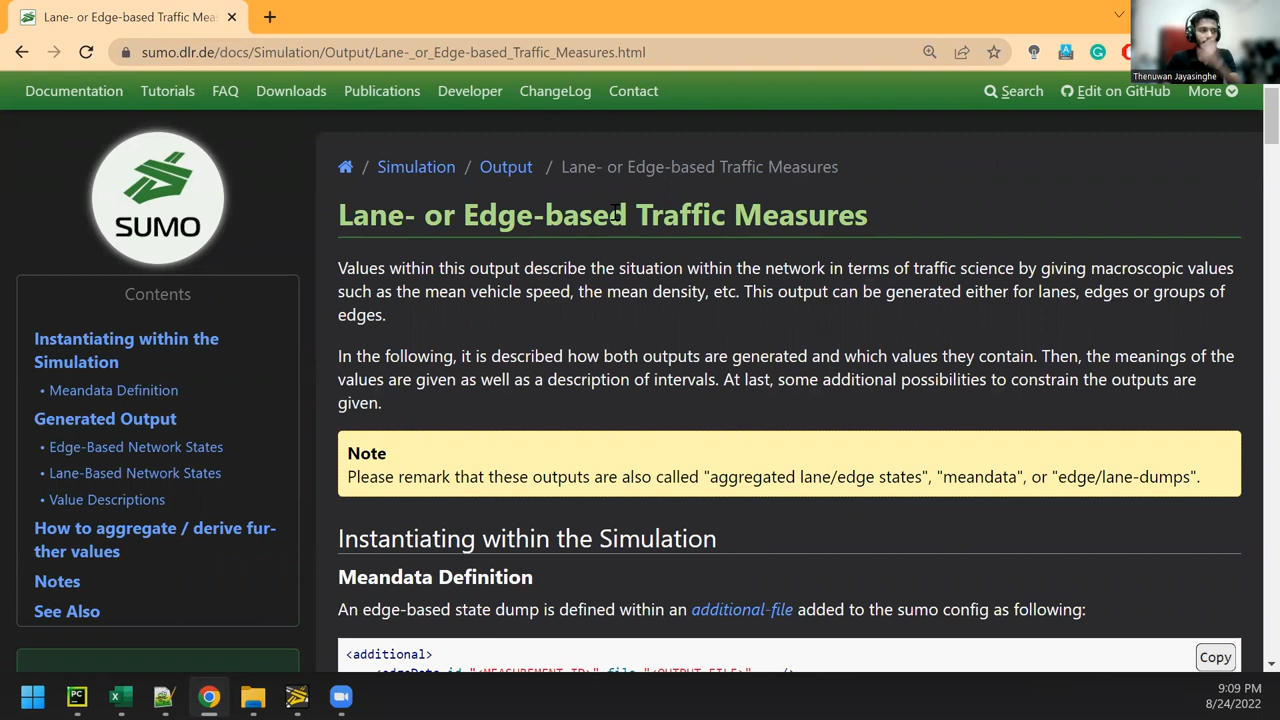 Lane- or Edge-based Traffic Mea
sumo.dlr.de/docs/Simulation/Output/Lane-_or_Edge-based_Traffic_Measures.html
Thenuwan Jayasinghe
Documentation Tutorials FAQ Downloads Publications Developer ChangeLog Contact Search Edit on GitHub More
SUMO
Contents
Instantiating within the
Simulation
• Meandata Definition
Generated Output
• Edge-Based Network States
• Lane-Based Network States
• Value Descriptions
How to aggregate / derive fur-
ther values
Notes
See Also
/ Simulation / Output / Lane- or Edge-based Traffic Measures
Lane- or Edge-based Traffic Measures
Values within this output describe the situation within the network in terms of traffic science by giving macroscopic values
such as the mean vehicle speed, the mean density, etc. This output can be generated either for lanes, edges or groups of
edges.
In the following, it is described how both outputs are generated and which values they contain. Then, the meanings of the
values are given as well as a description of intervals. At last, some additional possibilities to constrain the outputs are
given.
Note
Please remark that these outputs are also called "aggregated lane/edge states", "meandata", or "edge/lane-dumps".
Instantiating within the Simulation
Meandata Definition
An edge-based state dump is defined within an additional-file added to the sumo config as following:
<additional>
Copy
9:09 PM
8/24/2022